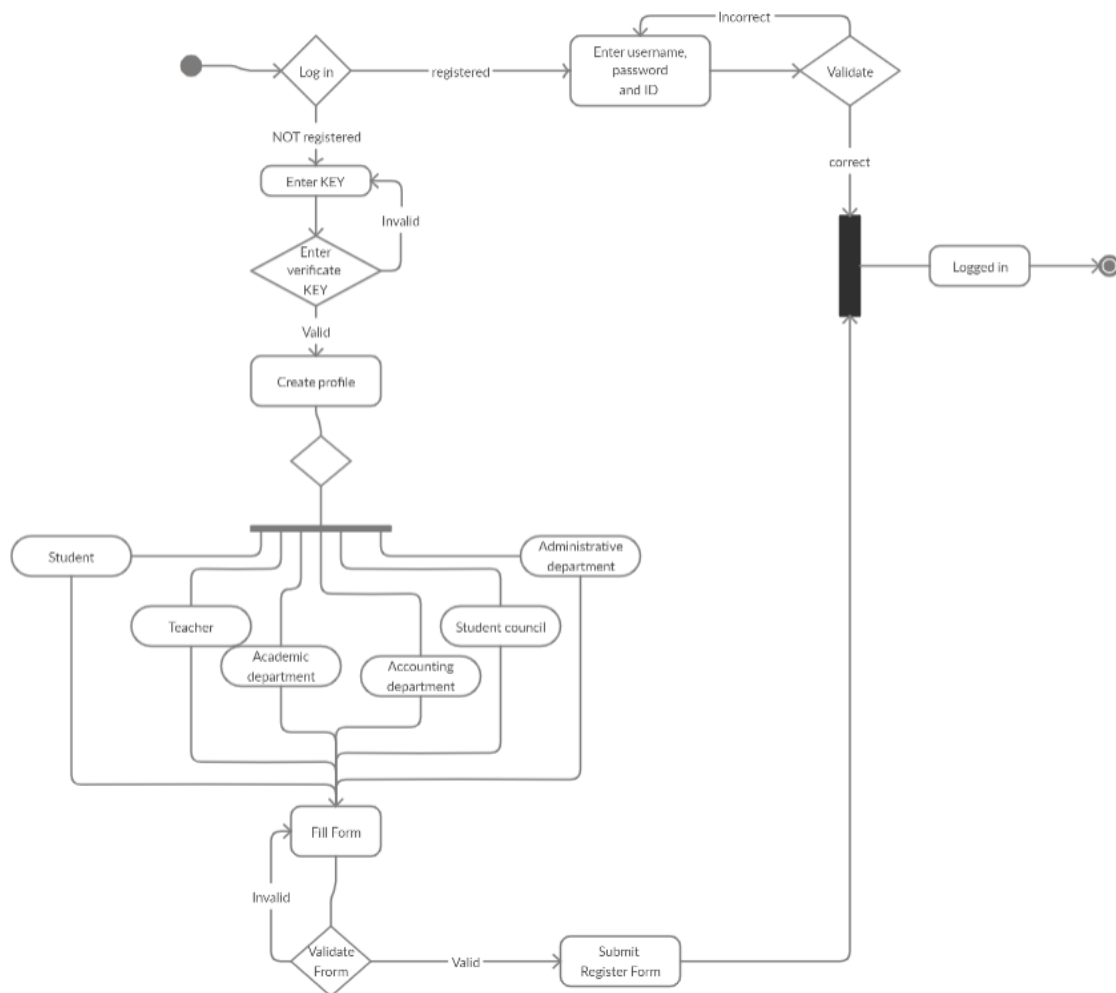 Incorrect
Enter username,
password
and ID
Log in
registered
Validate
NOT registered
correct
Enter KEY
Invalid
Enter
verificate
KEY
Logged in
Valid
Create profile
Student
Administrative
department
Teacher
Student council
Academic
department
Accounting
department
Fill Form
Invalid
Validate
Frorm
Valid
Submit
Register Form